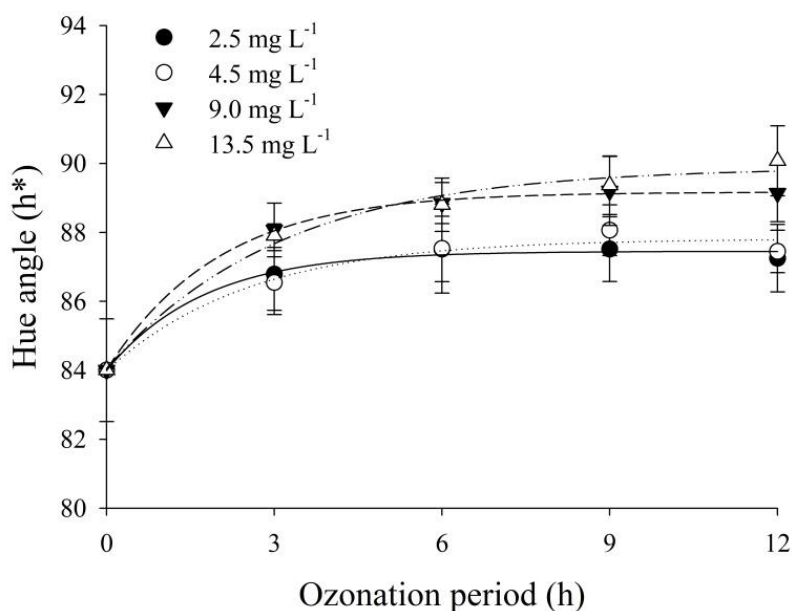 94
92
90
88
86
84
82
80
Hue angle (h*)
2.5 mg L⁻¹
4.5 mg L⁻¹
9.0 mg L⁻¹
13.5 mg L⁻¹
0 3 6 9 12
Ozonation period (h)